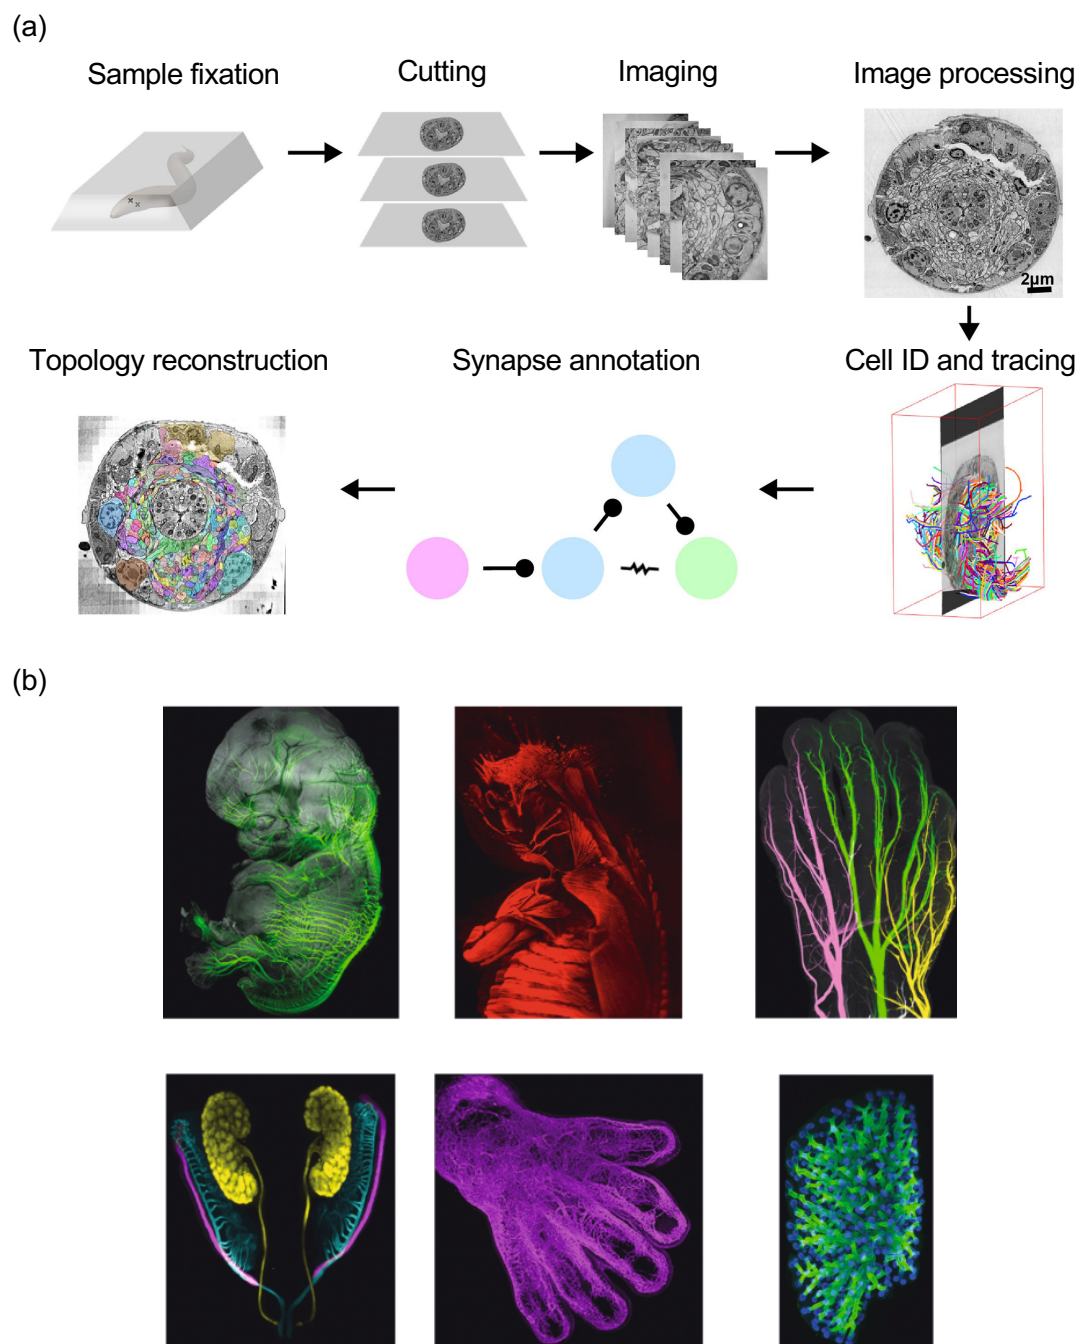 (a)
Sample fixation
Cutting
Imaging
Image processing
2µm
Topology reconstruction
Synapse annotation
Cell ID and tracing
(b)